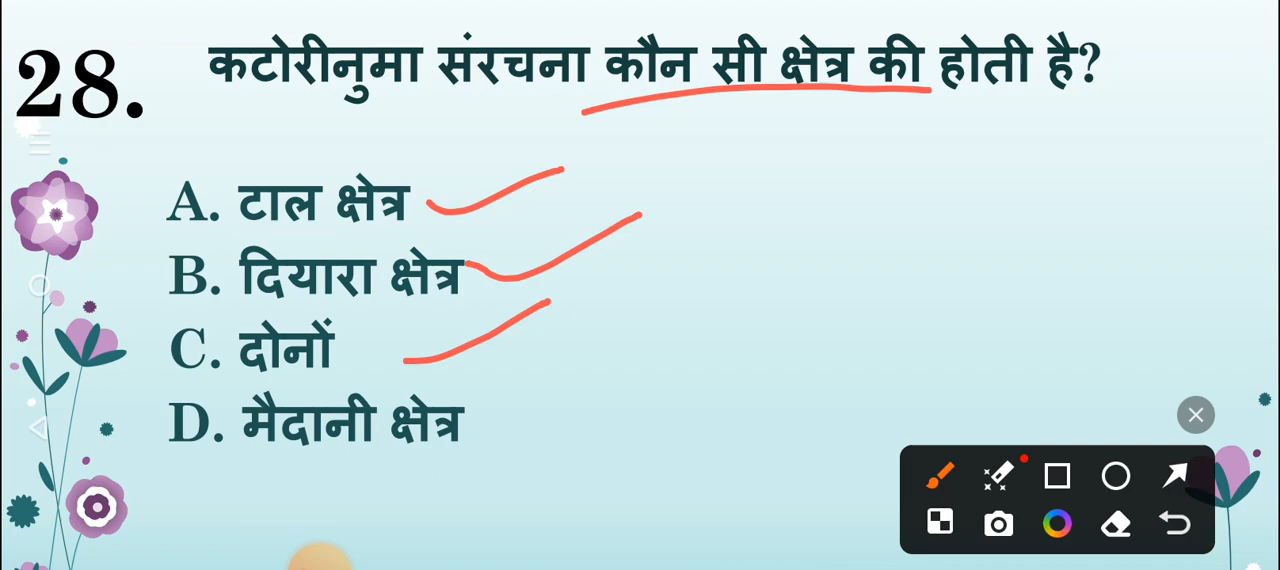 28. कटोरीनुमा संरचना कौन सी क्षेत्र की होती है?
A. टाल क्षेत्र
B. दियारा क्षेत्र
C. दोनों
D. मैदानी क्षेत्र